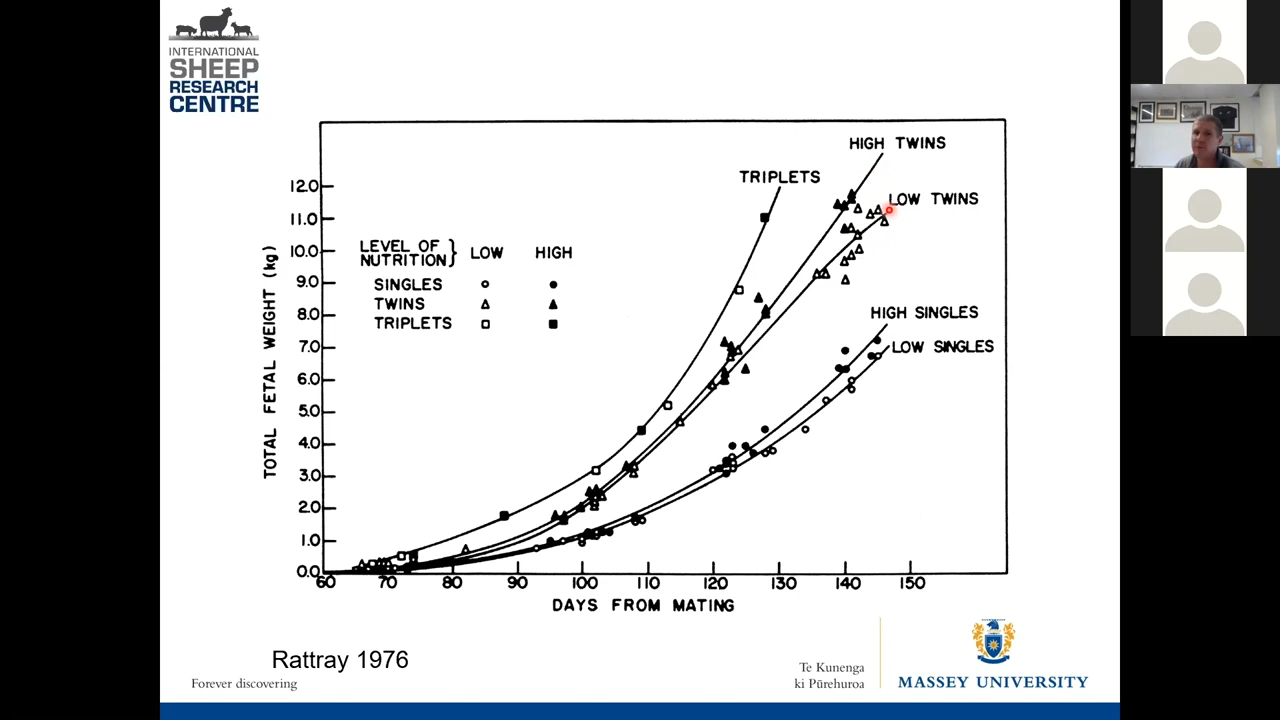 INTERNATIONAL
SHEEP
RESEARCH
CENTRE
HIGH TWINS
TRIPLETS
LOW TWINS
LEVEL OF
NUTRITION}
LOW
HIGH
SINGLES
TWINS
TRIPLETS
HIGH SINGLES
LOW SINGLES
TOTAL FETAL WEIGHT (kg)
12.0
11.0
10.0
9.0
8.0
7.0
6.0
5.0
4.0
3.0
2.0
1.0
0.0
60 70 80 90 100 110 120 130 140 150
DAYS FROM MATING
Rattray 1976
Forever discovering
Te Kunenga
ki Pūrehuroa
MASSEY UNIVERSITY